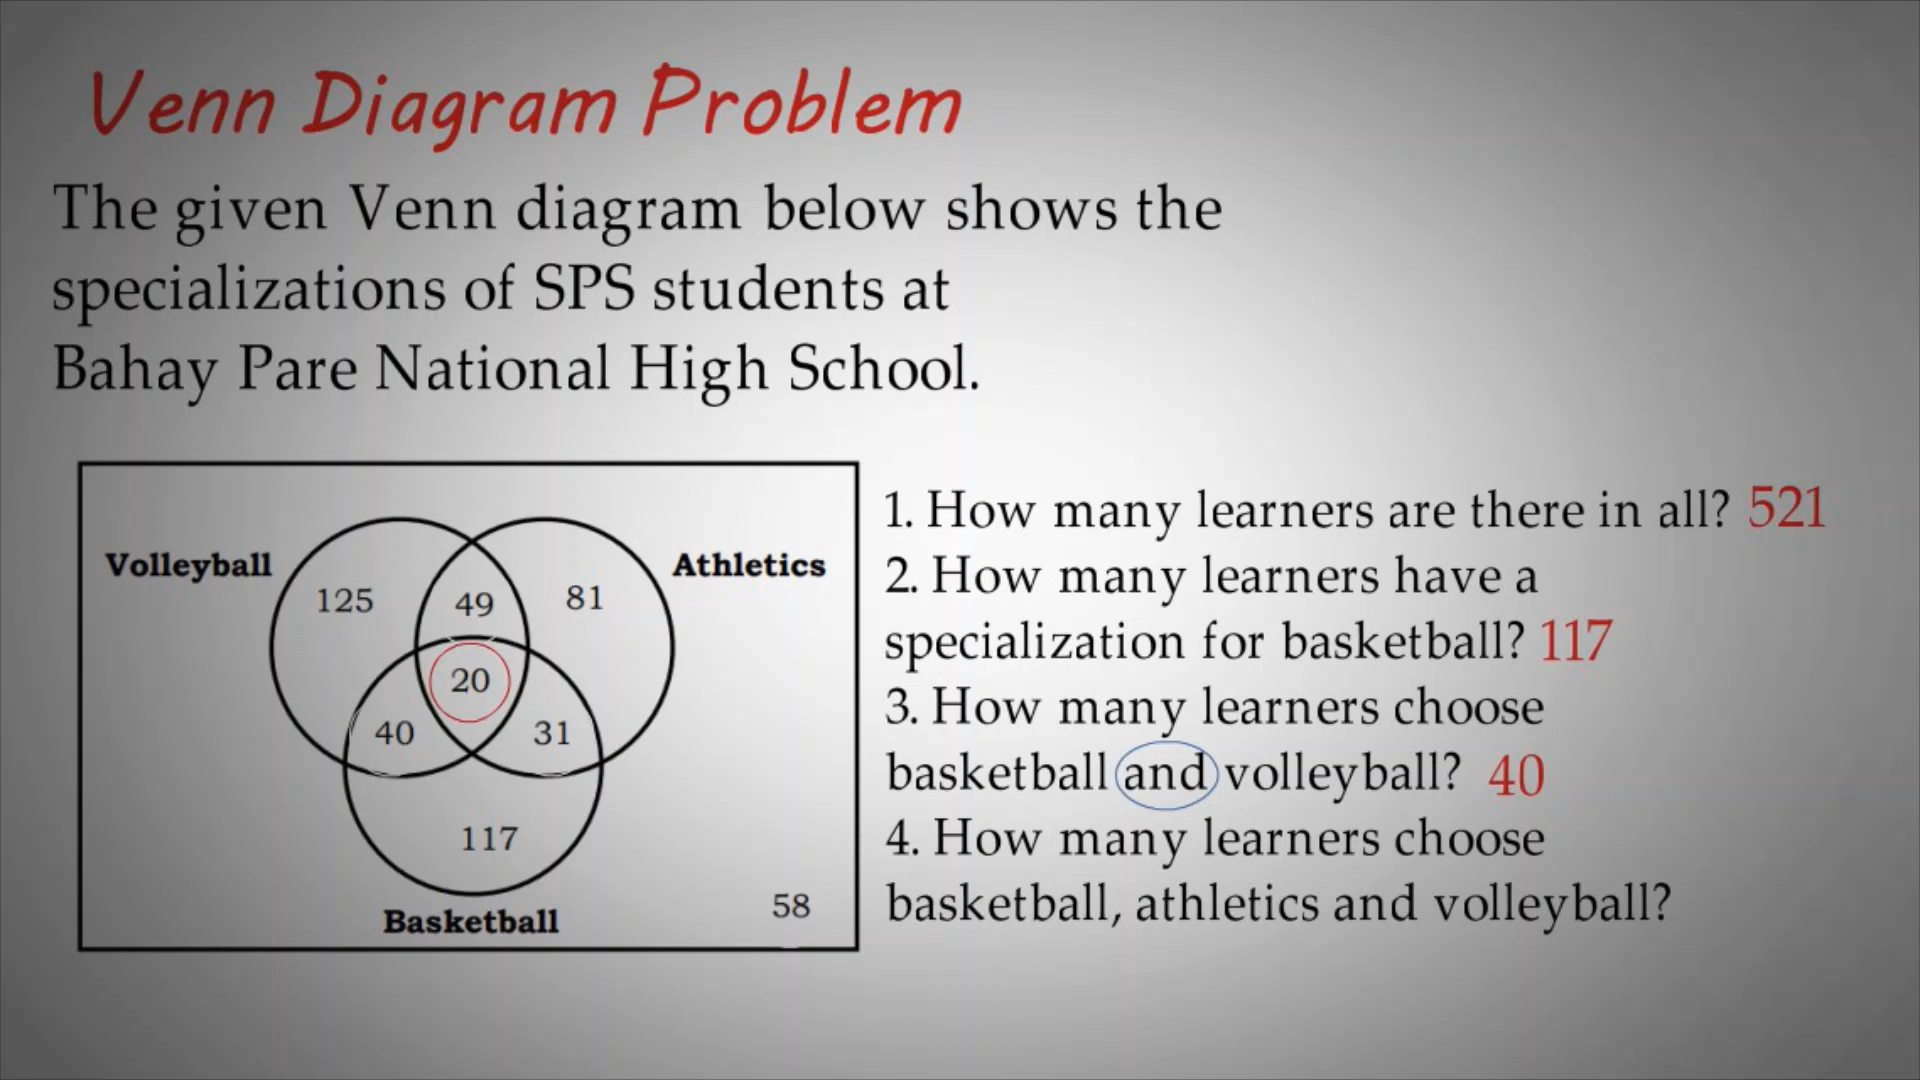 Venn Diagram Problem
The given Venn diagram below shows the
specializations of SPS students at
Bahay Pare National High School.
Volleyball
Athletics
125
49
81
20
40
31
117
58
Basketball
1. How many learners are there in all? 521
2. How many learners have a
specialization for basketball? 117
3. How many learners choose
basketball and volleyball? 40
4. How many learners choose
basketball, athletics and volleyball?